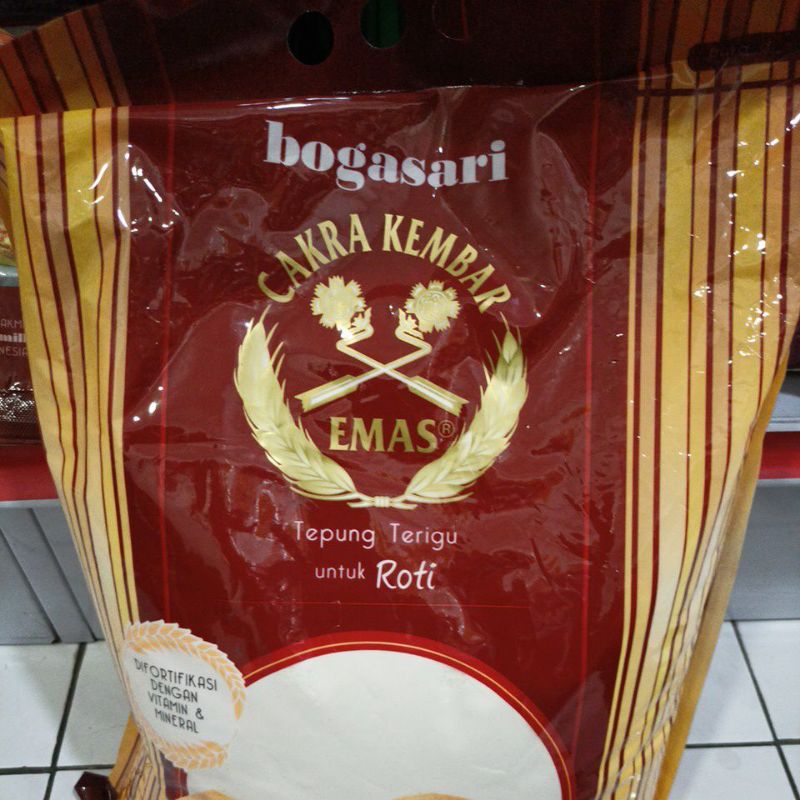 bogasari
CAKRA KEMBAR
EMAS®
Tepung Terigu
untuk Roti
DIFORTIFIKASI
DENGAN
VITAMIN &
MINERAL